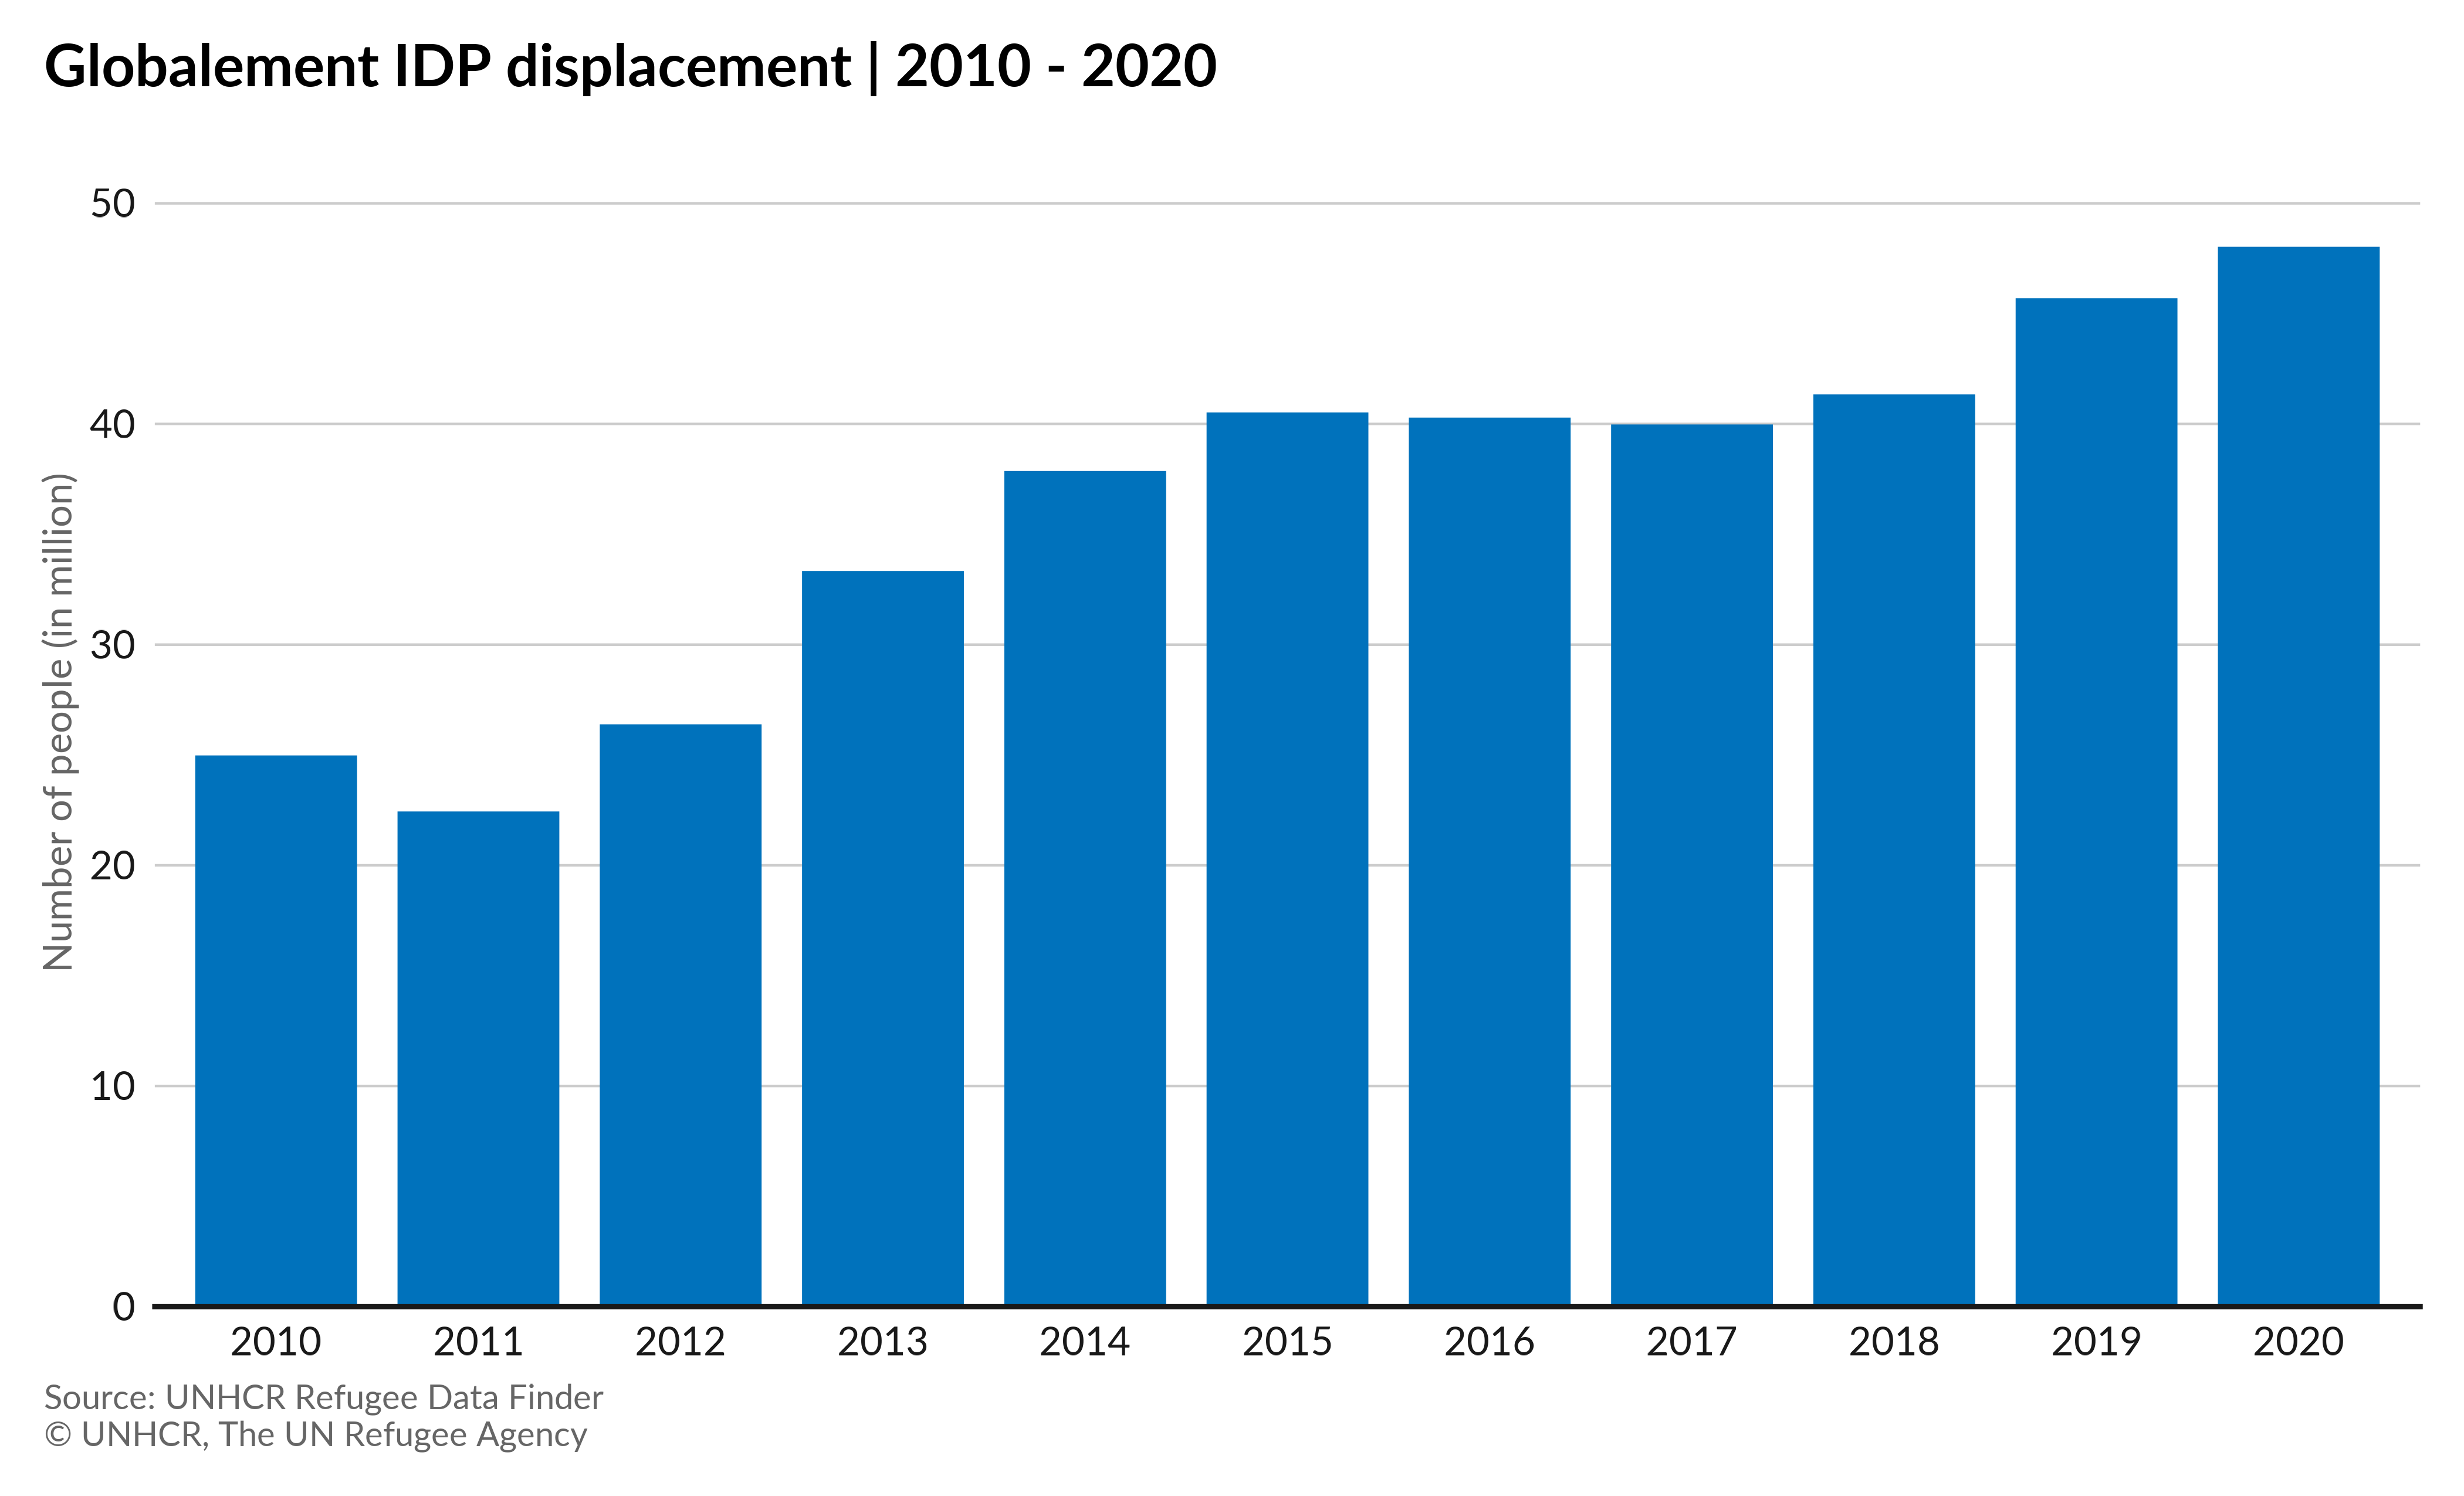 Globalement IDP displacement | 2010 - 2020
Number of people (in million)
50
40
30
20
10
0
2010 2011 2012 2013 2014 2015 2016 2017 2018 2019 2020
Source: UNHCR Refugee Data Finder
© UNHCR, The UN Refugee Agency